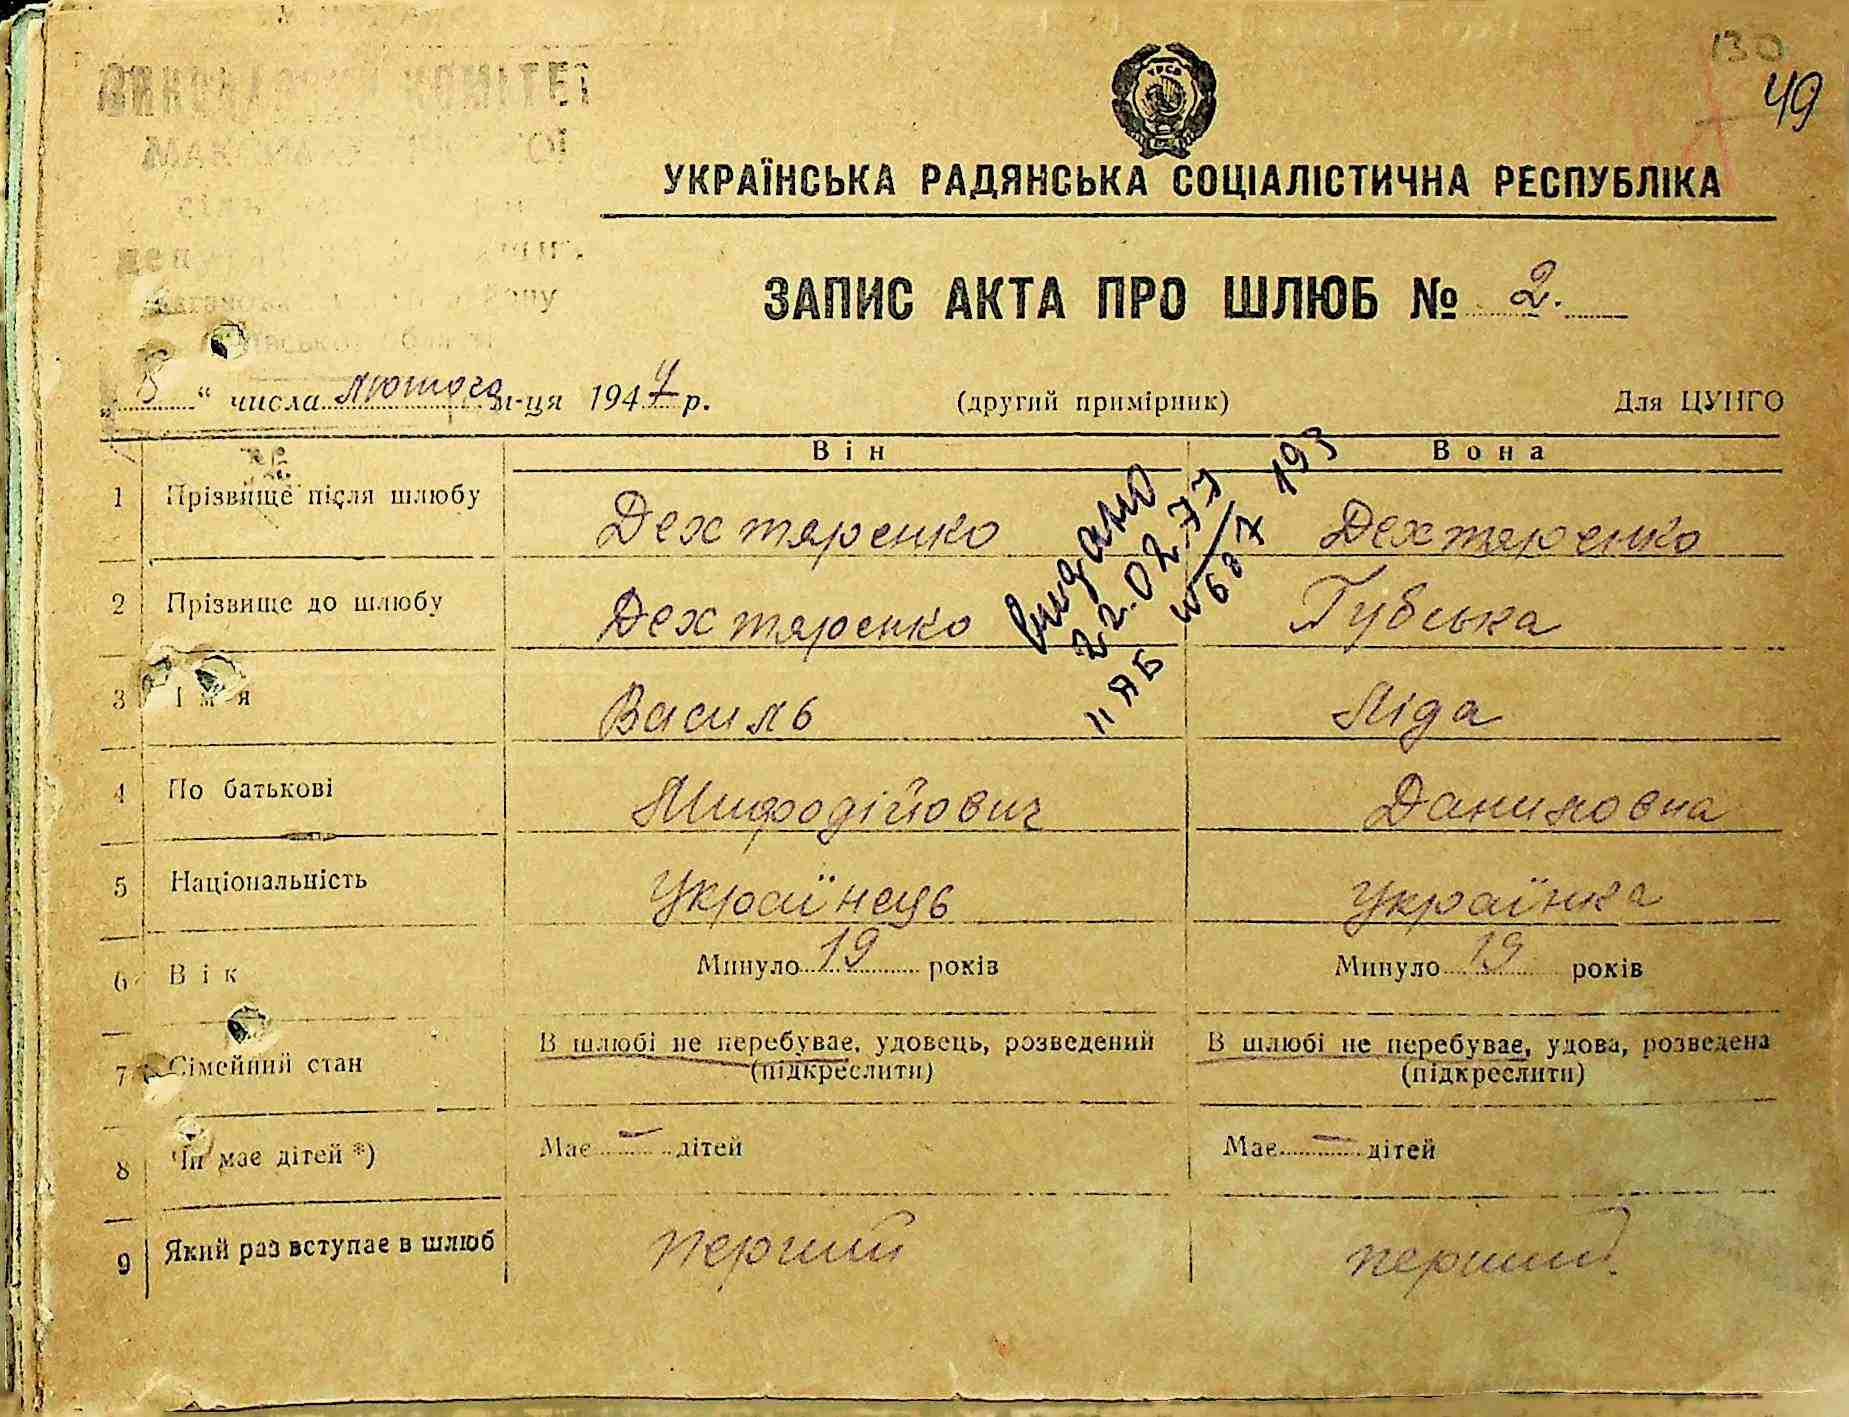 130
49
КОМІТЕТ
УКРАЇНСЬКА РАДЯНСЬКА СОЦІАЛІСТИЧНА РЕСПУБЛІКА
ЗАПИС АКТА ПРО ШЛЮБ № 2.
„ " числа лютого м-ця 1947 р. (другий примірник) Для ЦУНГО
Він Вона
1 Прізвище після шлюбу Дехтяренко Дехтяренко
2 Прізвище до шлюбу Дехтяренко Губська
видано
22.02.77
ІІ АБ № 687193
3 Ім'я Василь Ліда
4 По батькові Мифодійович Даниловна
5 Національність Українець Українка
6 Вік Минуло 19 років Минуло 19 років
7 Сімейний стан В шлюбі не перебуває, удовець, розведений В шлюбі не перебуває, удова, розведена
(підкреслити) (підкреслити)
8 Чи має дітей *) Має — дітей Має — дітей
9 Який раз вступає в шлюб перший перший.